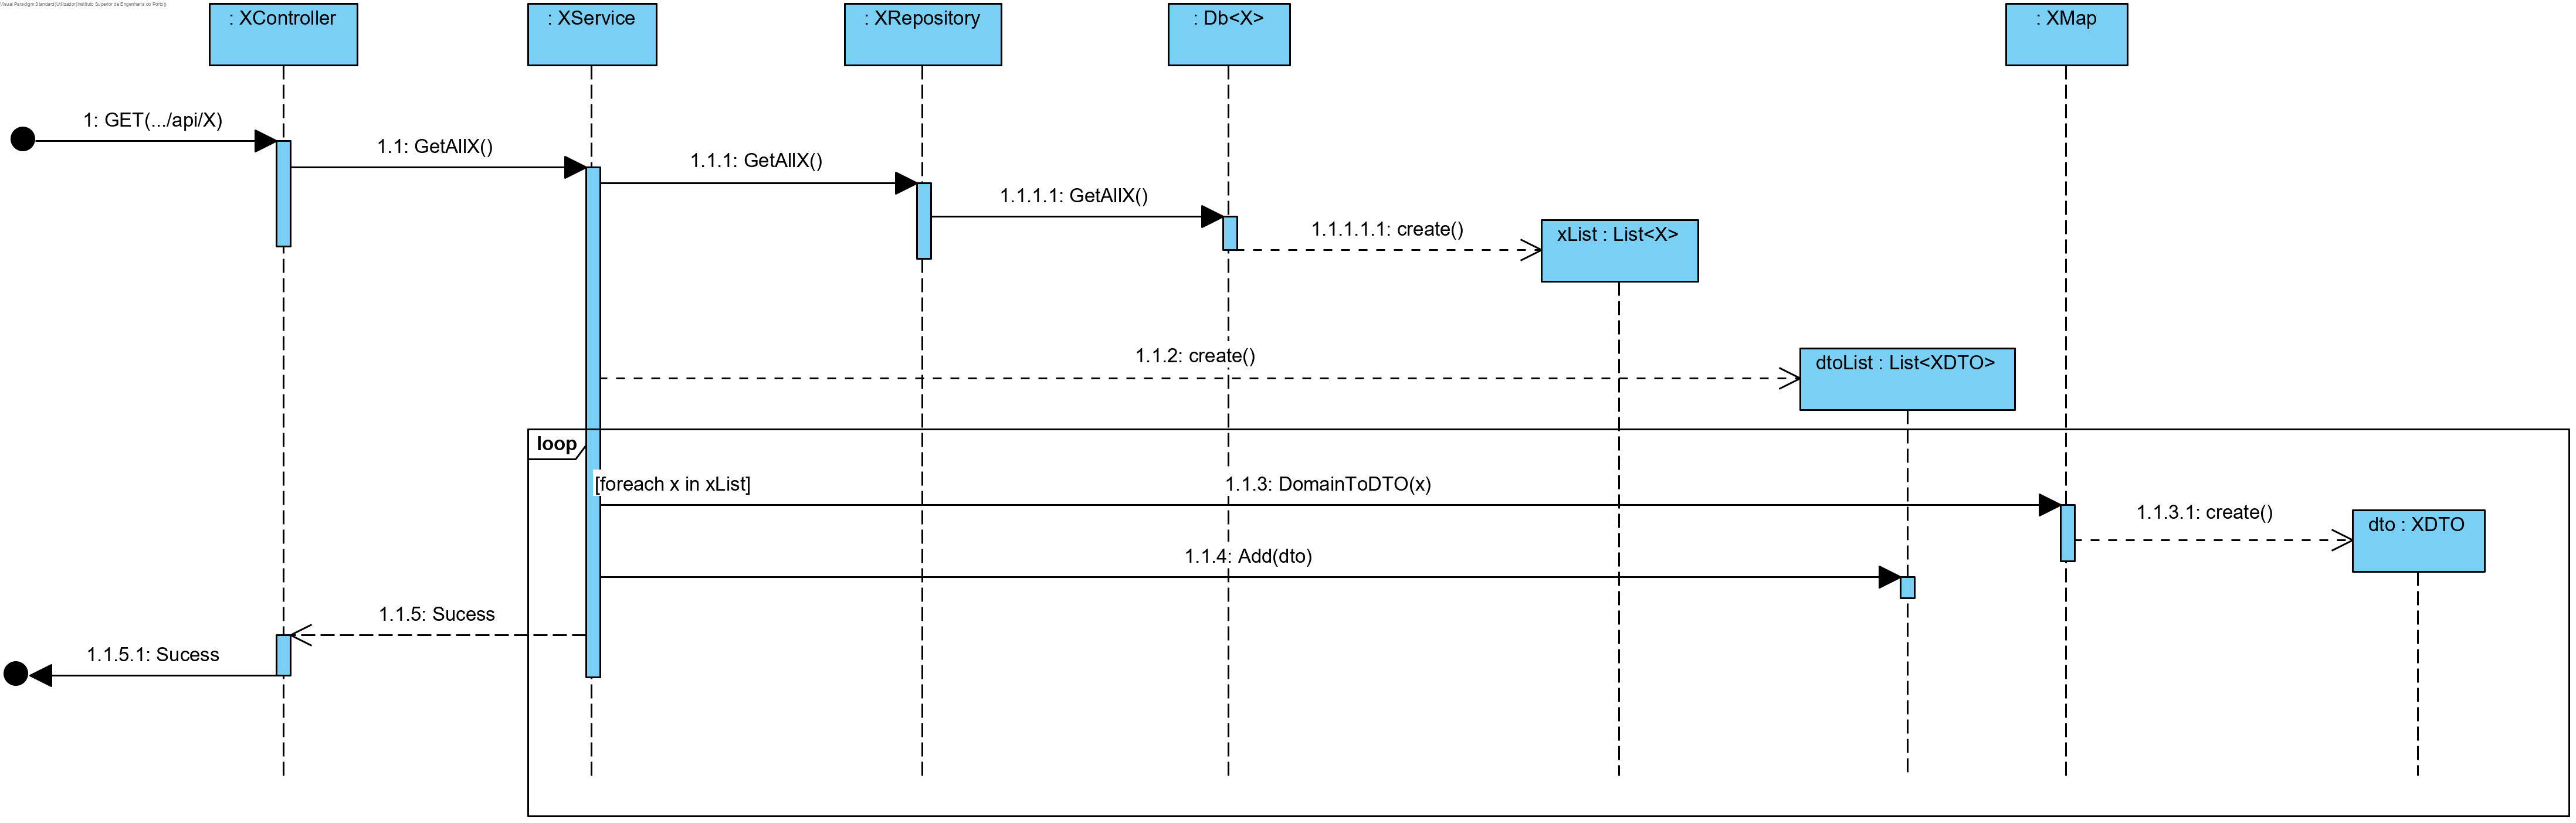 Visual Paradigm Standard(Utilizador(Instituto Superior de Engenharia do Porto))
: XController
: XService
: XRepository
: Db<X>
: XMap
1: GET(.../api/X)
1.1: GetAllX()
1.1.1: GetAllX()
1.1.1.1: GetAllX()
1.1.1.1.1: create()
xList : List<X>
1.1.2: create()
dtoList : List<XDTO>
loop
[foreach x in xList]
1.1.3: DomainToDTO(x)
1.1.3.1: create()
dto : XDTO
1.1.4: Add(dto)
1.1.5: Sucess
1.1.5.1: Sucess